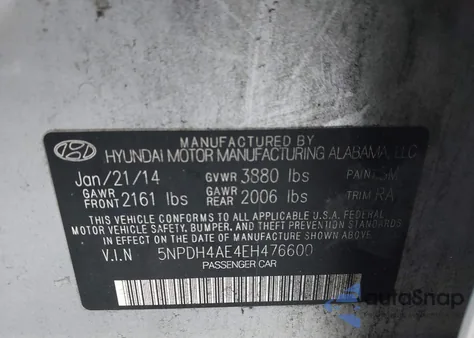 MANUFACTURED BY
HYUNDAI MOTOR MANUFACTURING ALABAMA, LLC
Jan/21/14 GVWR 3880 lbs PAINT
GAWR FRONT 2161 lbs GAWR REAR 2006 lbs TRIM RA
THIS VEHICLE CONFORMS TO ALL APPLICABLE U.S.A. FEDERAL
MOTOR VEHICLE SAFETY, BUMPER, AND THEFT PREVENTION STANDARDS
IN EFFECT ON THE DATE OF MANUFACTURE SHOWN ABOVE.
V.I.N 5NPDH4AE4EH476600
PASSENGER CAR
autoSnap